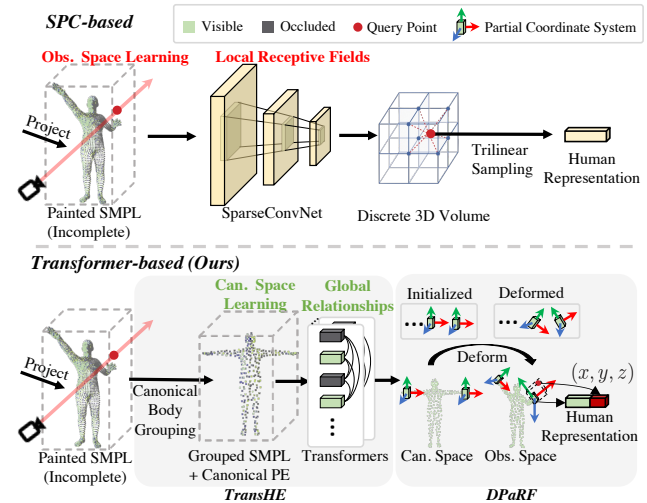 SPC-based
Visible
Occluded
Query Point
Partial Coordinate System
Obs. Space Learning
Local Receptive Fields
Project
Painted SMPL
(Incomplete)
SparseConvNet
Discrete 3D Volume
Trilinear
Sampling
Human
Representation
Transformer-based (Ours)
Can. Space
Learning
Global
Relationships
Initialized
Deformed
...
...
Project
Canonical
Body
Grouping
Deform
(x, y, z)
Painted SMPL
(Incomplete)
Grouped SMPL
+ Canonical PE
Transformers
Can. Space
Obs. Space
Human
Representation
TransHE
DPaRF